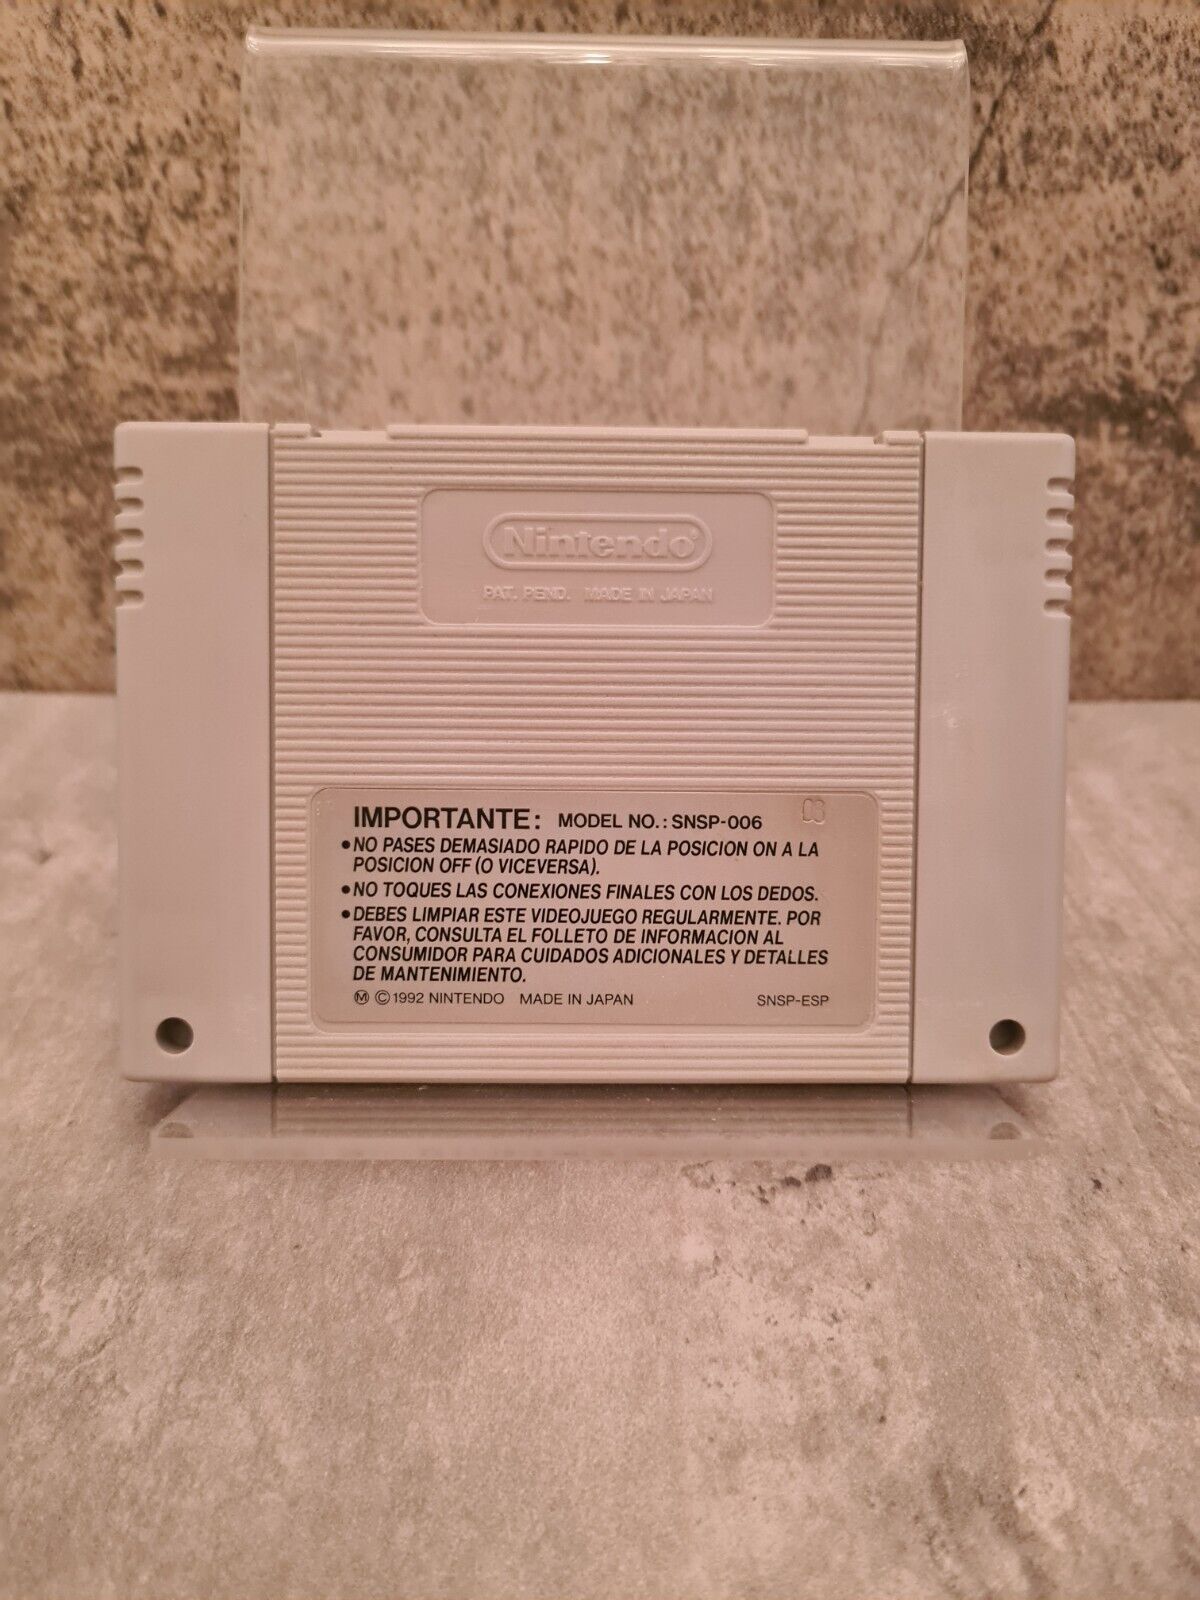 Nintendo®
PAT. PEND. MADE IN JAPAN
IMPORTANTE: MODEL NO.: SNSP-006
03
•NO PASES DEMASIADO RAPIDO DE LA POSICION ON A LA
POSICION OFF (O VICEVERSA).
•NO TOQUES LAS CONEXIONES FINALES CON LOS DEDOS.
•DEBES LIMPIAR ESTE VIDEOJUEGO REGULARMENTE. POR
FAVOR, CONSULTA EL FOLLETO DE INFORMACION AL
CONSUMIDOR PARA CUIDADOS ADICIONALES Y DETALLES
DE MANTENIMIENTO.
Ⓜ ©1992 NINTENDO MADE IN JAPAN SNSP-ESP